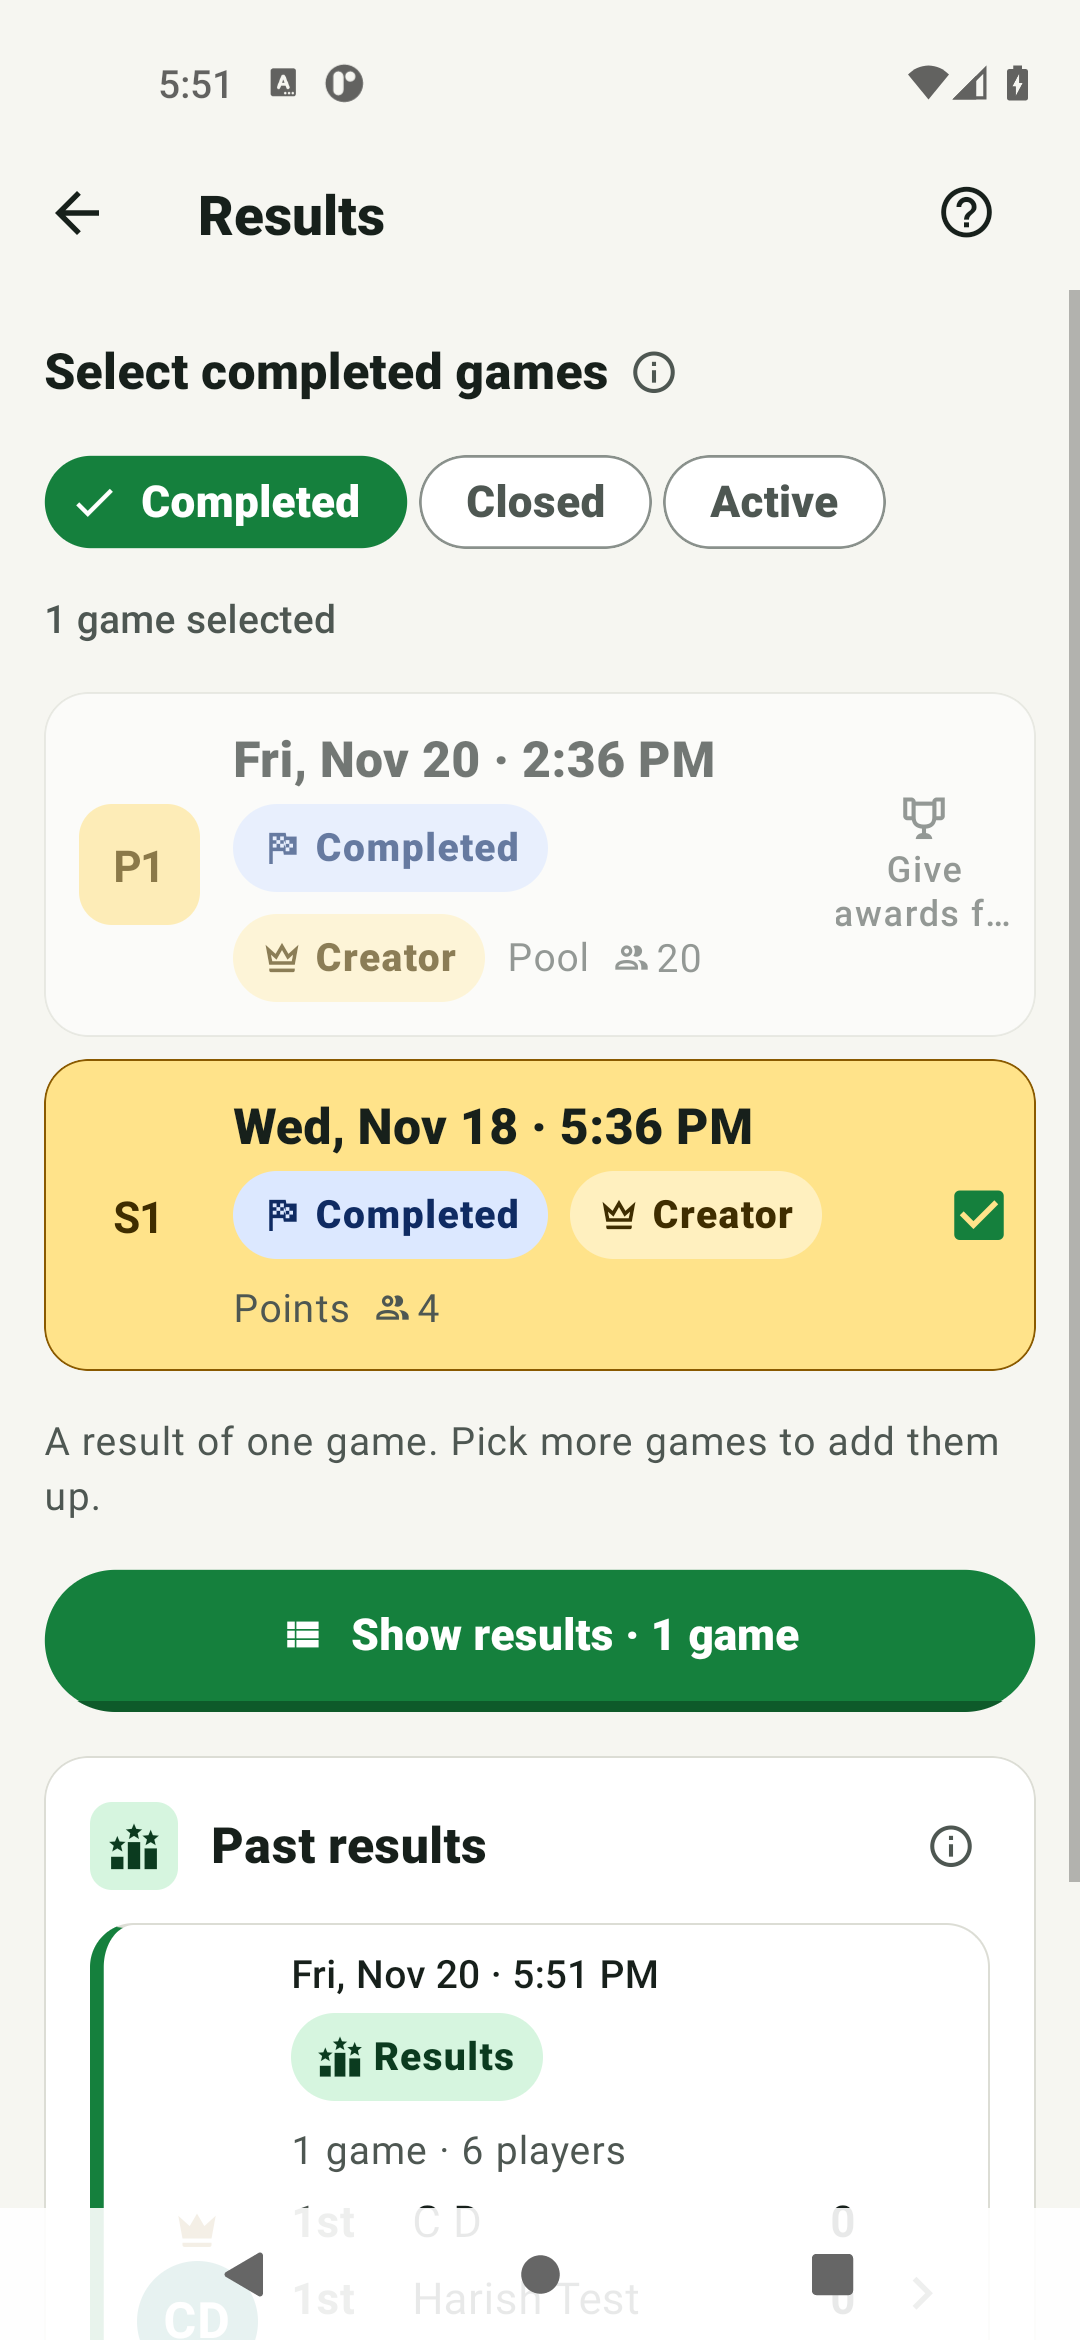 5:51
Results
Select completed games
Completed
Closed
Active
1 game selected
Fri, Nov 20 · 2:36 PM
P1
Completed
Give
awards f…
Creator
Pool
20
Wed, Nov 18 · 5:36 PM
S1
Completed
Creator
Points
4
A result of one game. Pick more games to add them
up.
Show results · 1 game
Past results
Fri, Nov 20 · 5:51 PM
Results
1 game · 6 players
1st C D 0
1st Harish Test 0
CD